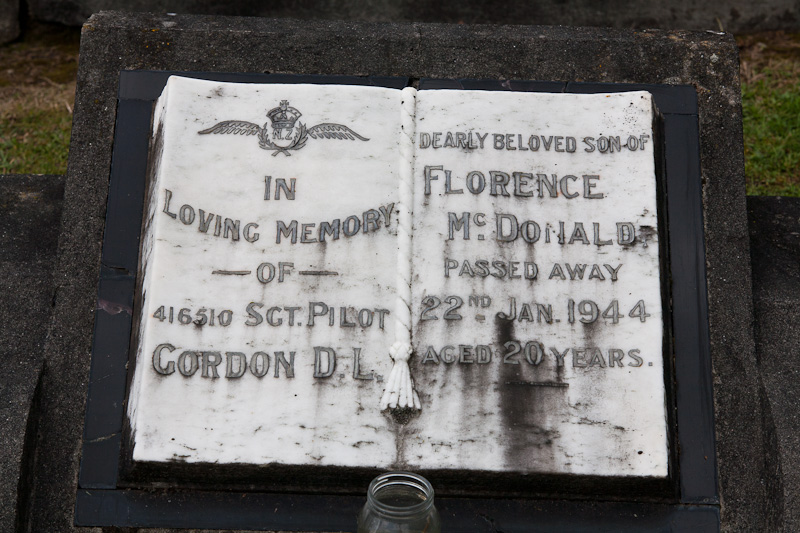 NZ
IN
LOVING MEMORY
OF
416510 SGT. PILOT
GORDON D. L.
DEARLY BELOVED SON OF
FLORENCE
MCDONALD
PASSED AWAY
22ND JAN. 1944
AGED 20 YEARS.